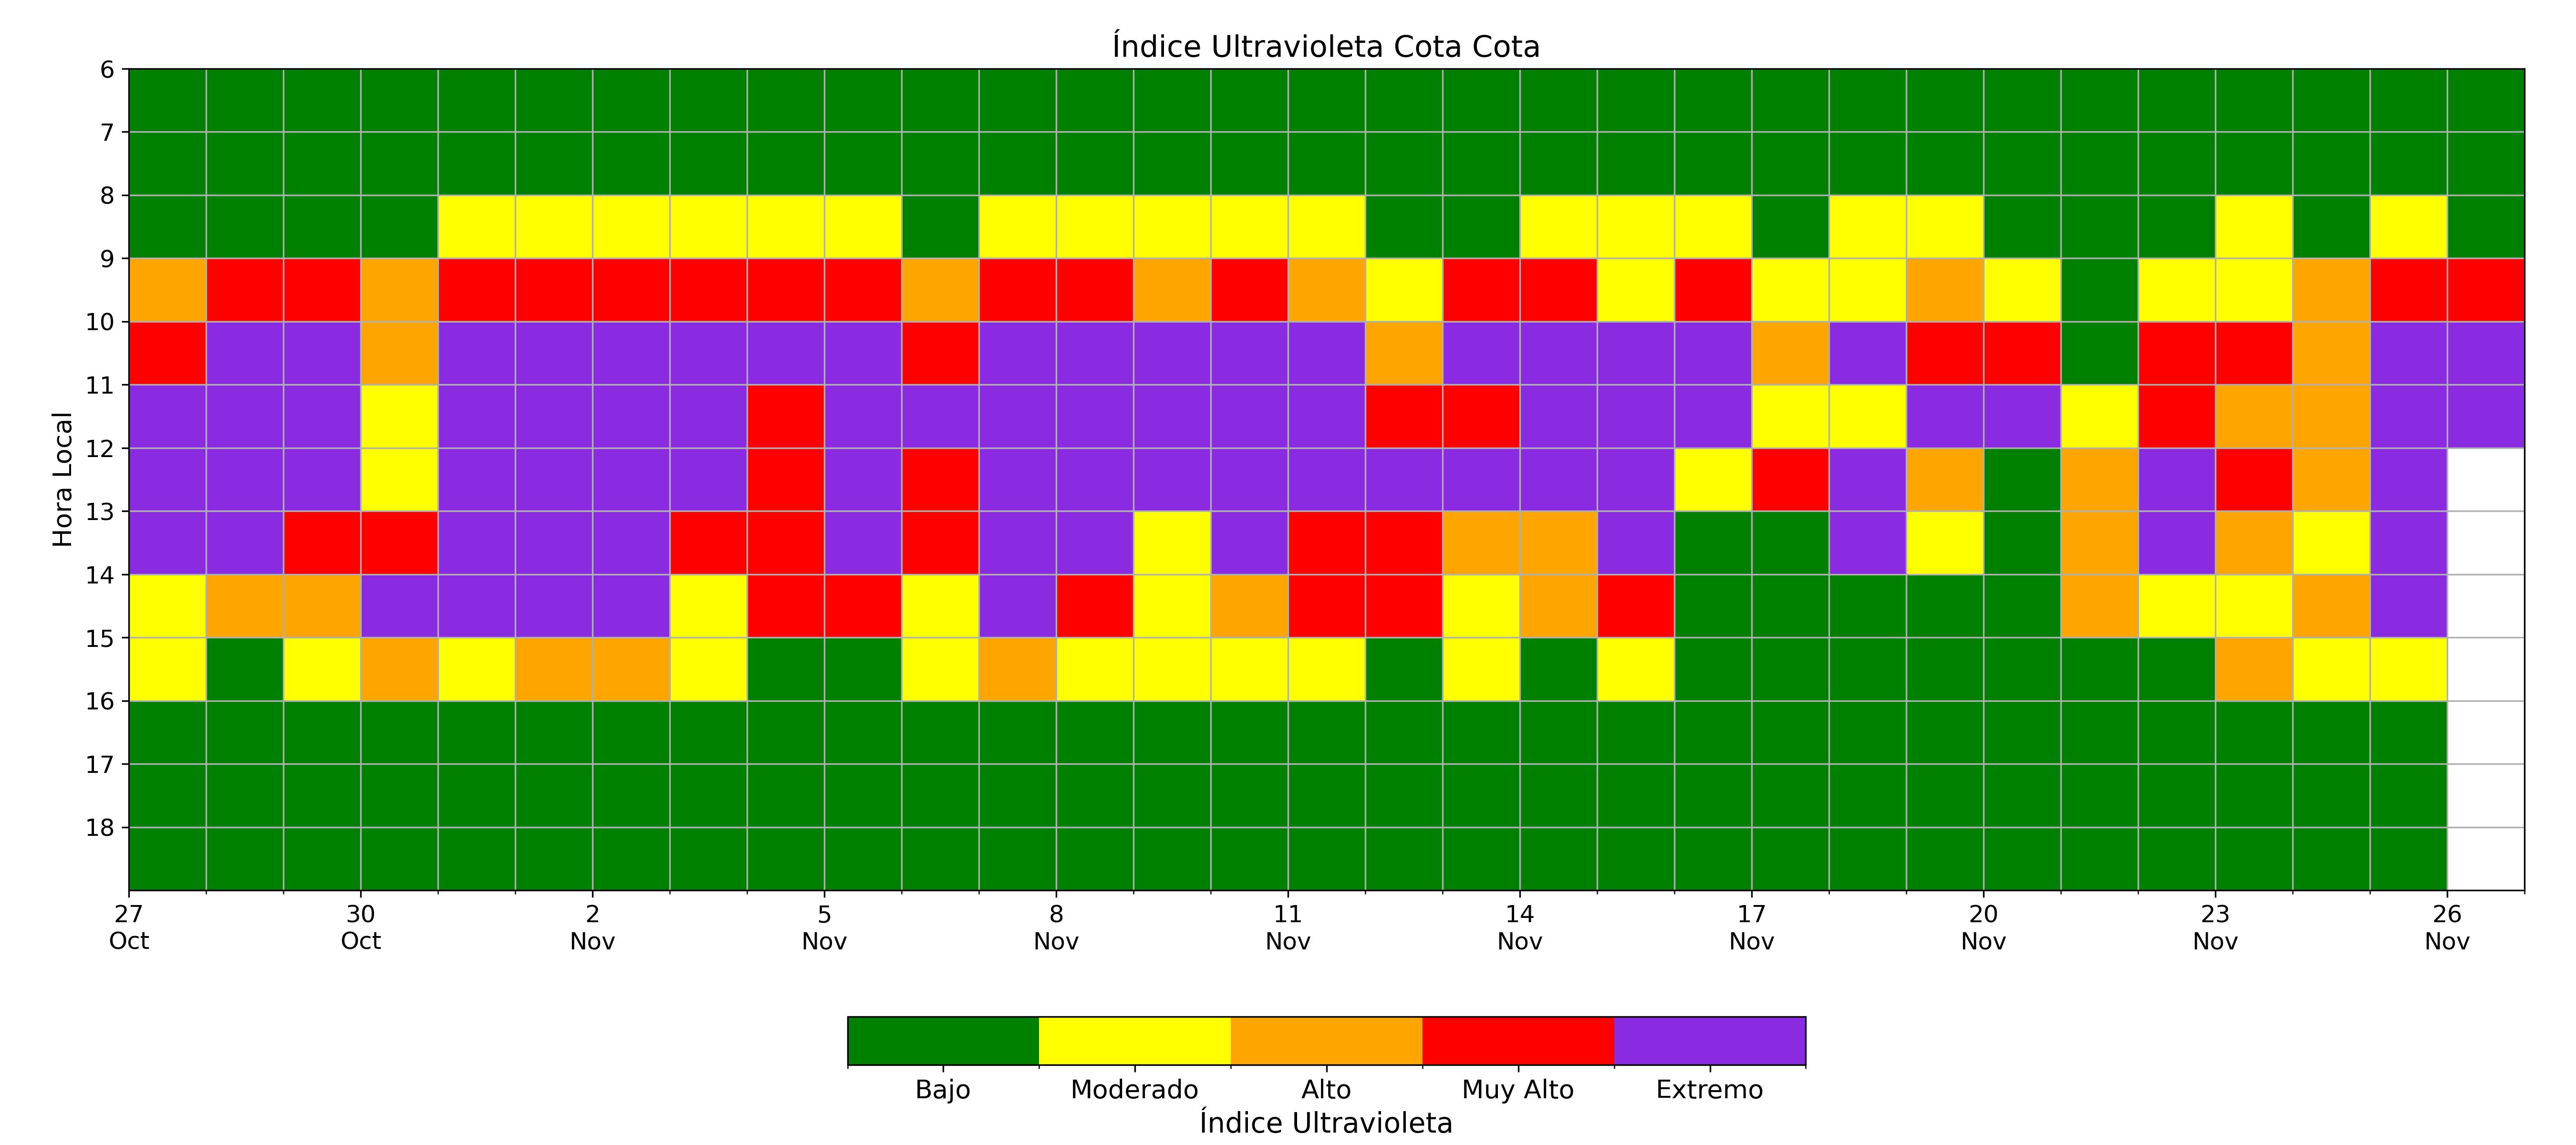 Índice Ultravioleta Cota Cota
6
7
8
9
10
11
12
13
14
15
16
17
18
Hora Local
27 30 2 5 8 11 14 17 20 23 26
Oct Oct Nov Nov Nov Nov Nov Nov Nov Nov Nov
Bajo Moderado Alto Muy Alto Extremo
Índice Ultravioleta